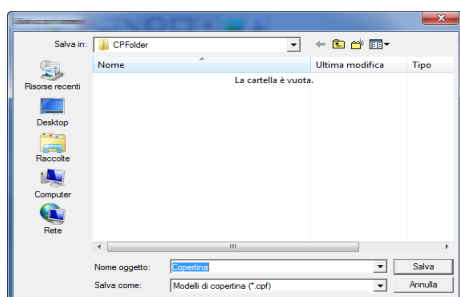 Salva in: CPFolder
Nome Ultima modifica Tipo
La cartella è vuota.
Risorse recenti
Desktop
Raccolte
Computer
Rete
Nome oggetto: Copertina Salva
Salva come: Modelli di copertina (*.cpf) Annulla